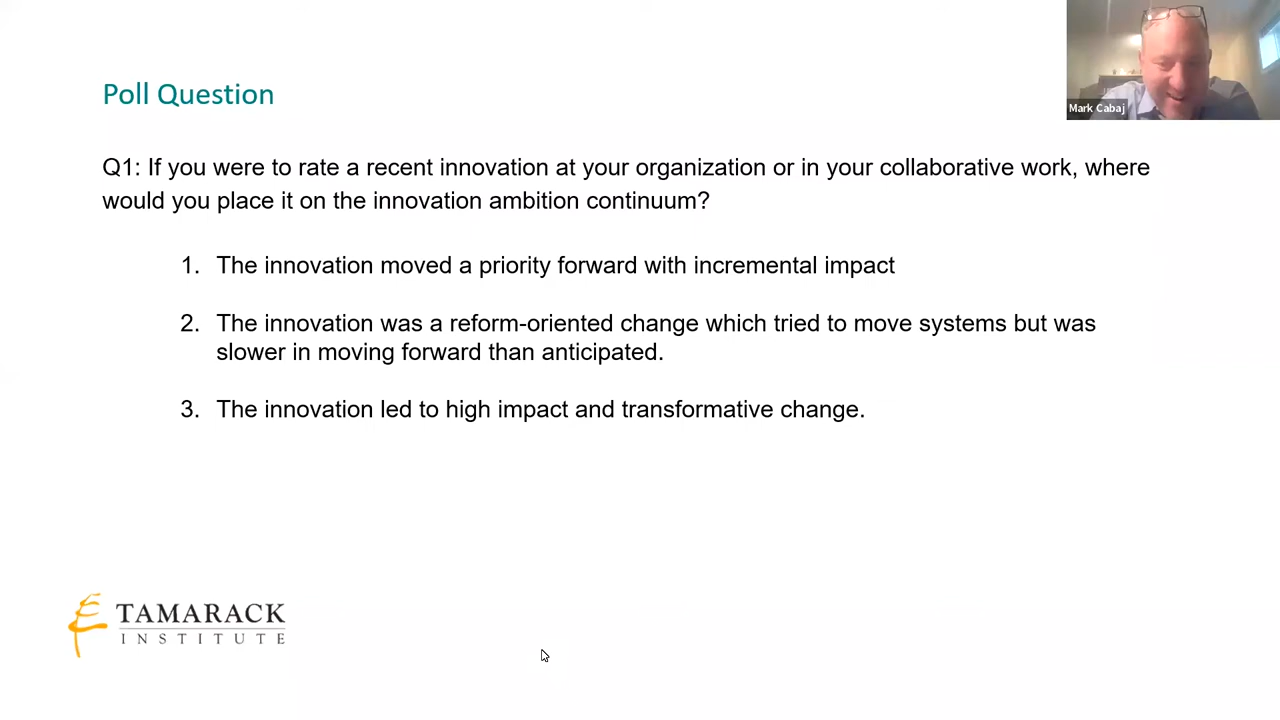 Poll Question
Mark Cabaj
Q1: If you were to rate a recent innovation at your organization or in your collaborative work, where
would you place it on the innovation ambition continuum?
1. The innovation moved a priority forward with incremental impact
2. The innovation was a reform-oriented change which tried to move systems but was
slower in moving forward than anticipated.
3. The innovation led to high impact and transformative change.
TAMARACK
INSTITUTE